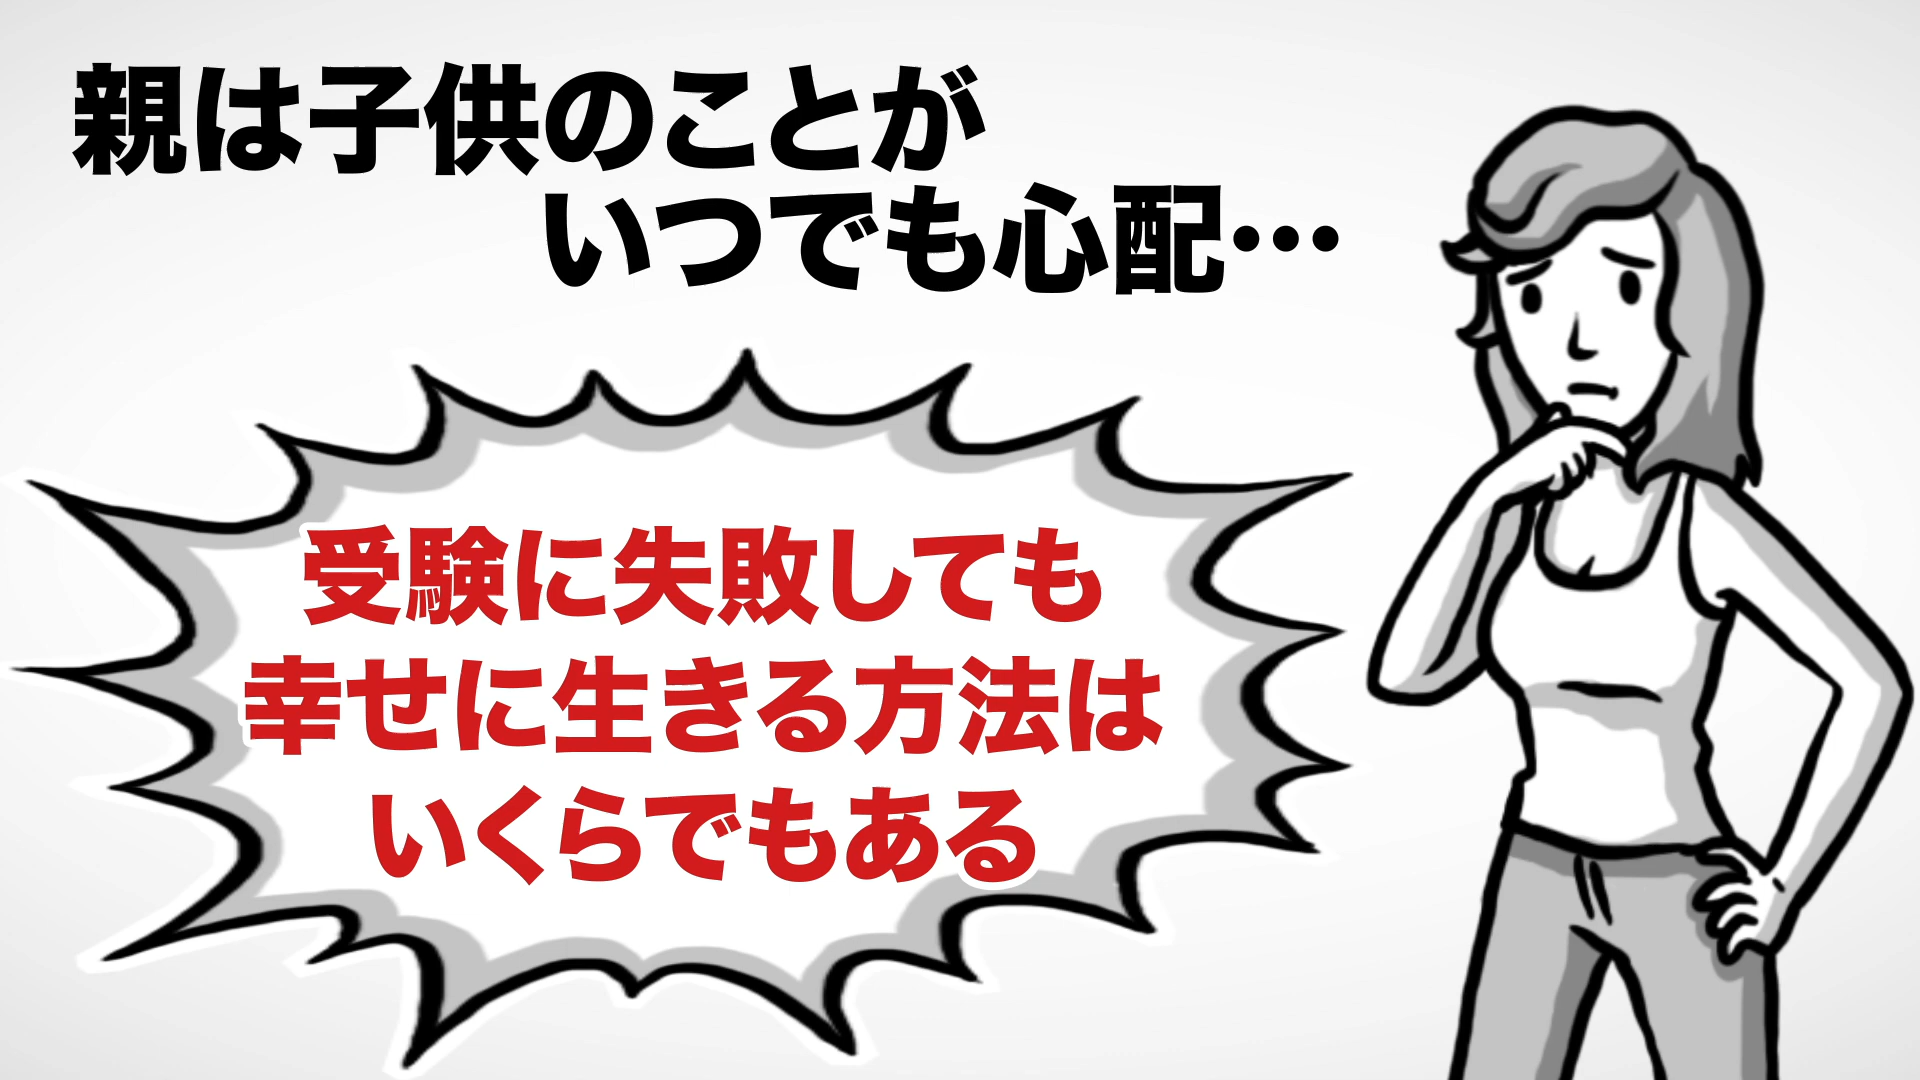 親は子供のことが
いつでも心配…
受験に失敗しても
幸せに生きる方法は
いくらでもある